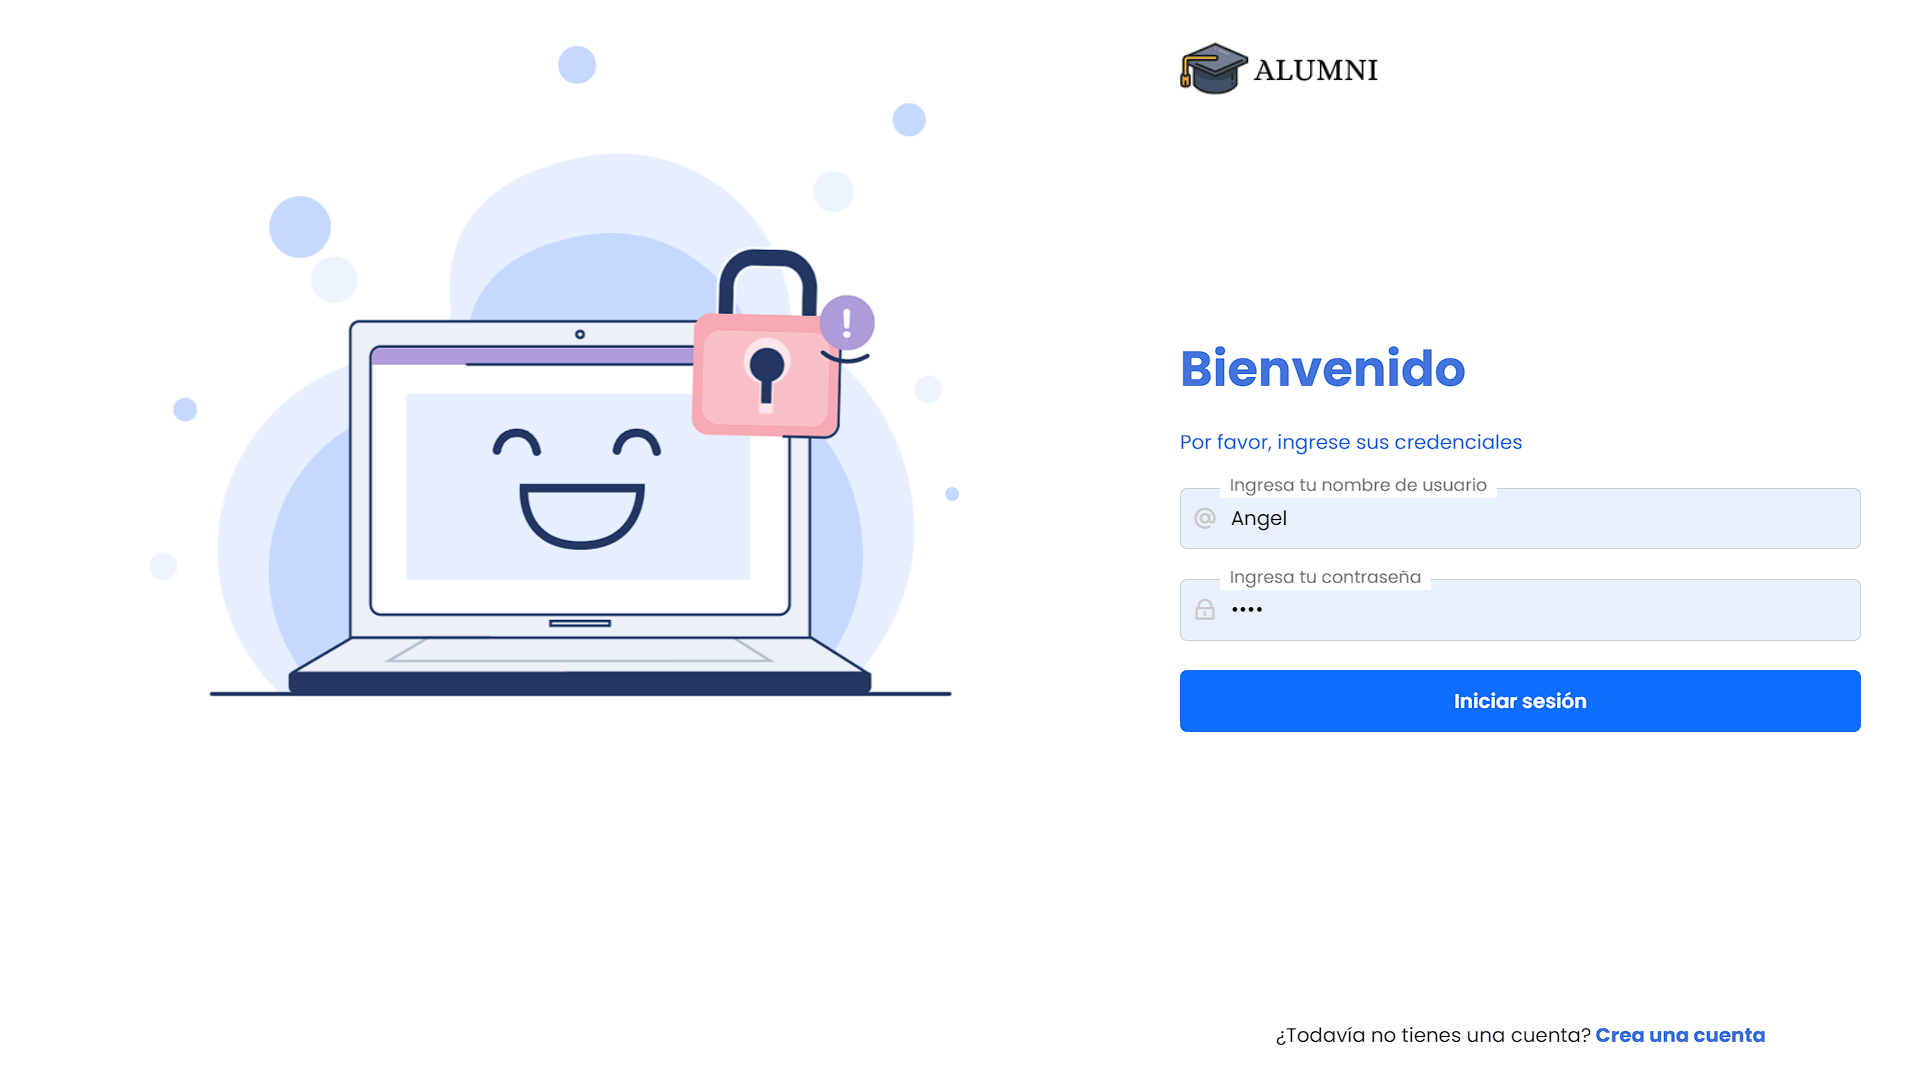 ALUMNI
Bienvenido
Por favor, ingrese sus credenciales
Ingresa tu nombre de usuario
Angel
Ingresa tu contraseña
••••
Iniciar sesión
¿Todavía no tienes una cuenta? Crea una cuenta